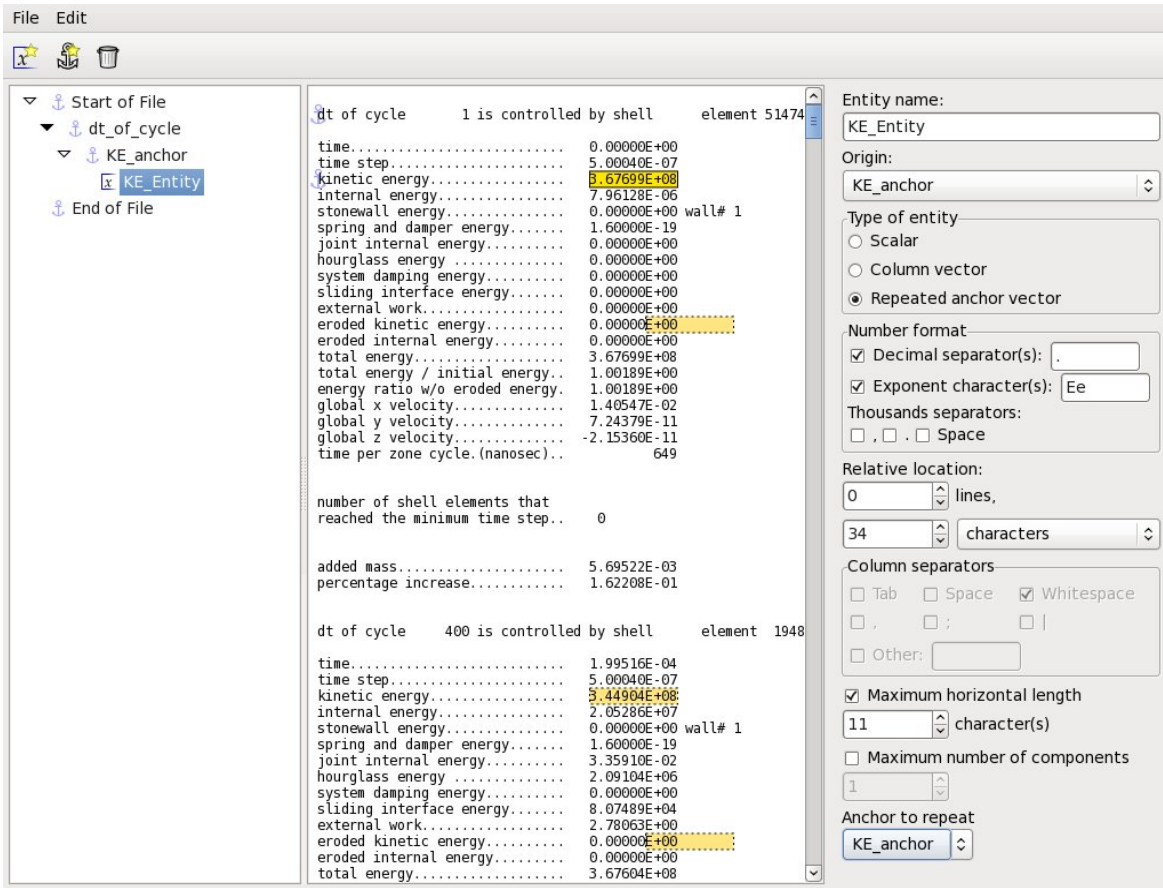 File Edit
Start of File
dt_of_cycle
KE_anchor
x KE_Entity
End of File
dt of cycle 1 is controlled by shell element 51474
time........................... 0.00000E+00
time step...................... 5.00040E-07
kinetic energy................. 3.67699E+08
internal energy................ 7.96128E-06
stonewall energy............... 0.00000E+00 wall# 1
spring and damper energy....... 1.60000E-19
joint internal energy.......... 0.00000E+00
hourglass energy .............. 0.00000E+00
system damping energy.......... 0.00000E+00
sliding interface energy....... 0.00000E+00
external work.................. 0.00000E+00
eroded kinetic energy.......... 0.00000E+00
eroded internal energy......... 0.00000E+00
total energy................... 3.67699E+08
total energy / initial energy.. 1.00189E+00
energy ratio w/o eroded energy. 1.00189E+00
global x velocity.............. 1.40547E-02
global y velocity.............. 7.24379E-11
global z velocity.............. -2.15360E-11
time per zone cycle.(nanosec).. 649
number of shell elements that
reached the minimum time step.. 0
added mass..................... 5.69522E-03
percentage increase............ 1.62208E-01
dt of cycle 400 is controlled by shell element 1948
time........................... 1.99516E-04
time step...................... 5.00040E-07
kinetic energy................. 3.44904E+08
internal energy................ 2.05286E+07
stonewall energy............... 0.00000E+00 wall# 1
spring and damper energy....... 1.60000E-19
joint internal energy.......... 3.35910E-02
hourglass energy .............. 2.09104E+06
system damping energy.......... 0.00000E+00
sliding interface energy....... 8.07489E+04
external work.................. 2.78063E+00
eroded kinetic energy.......... 0.00000E+00
eroded internal energy......... 0.00000E+00
total energy................... 3.67604E+08
Entity name:
KE_Entity
Origin:
KE_anchor
Type of entity
Scalar
Column vector
Repeated anchor vector
Number format
Decimal separator(s): .
Exponent character(s): Ee
Thousands separators:
, . Space
Relative location:
0 lines,
34 characters
Column separators
Tab Space Whitespace
, ; |
Other:
Maximum horizontal length
11 character(s)
Maximum number of components
1
Anchor to repeat
KE_anchor